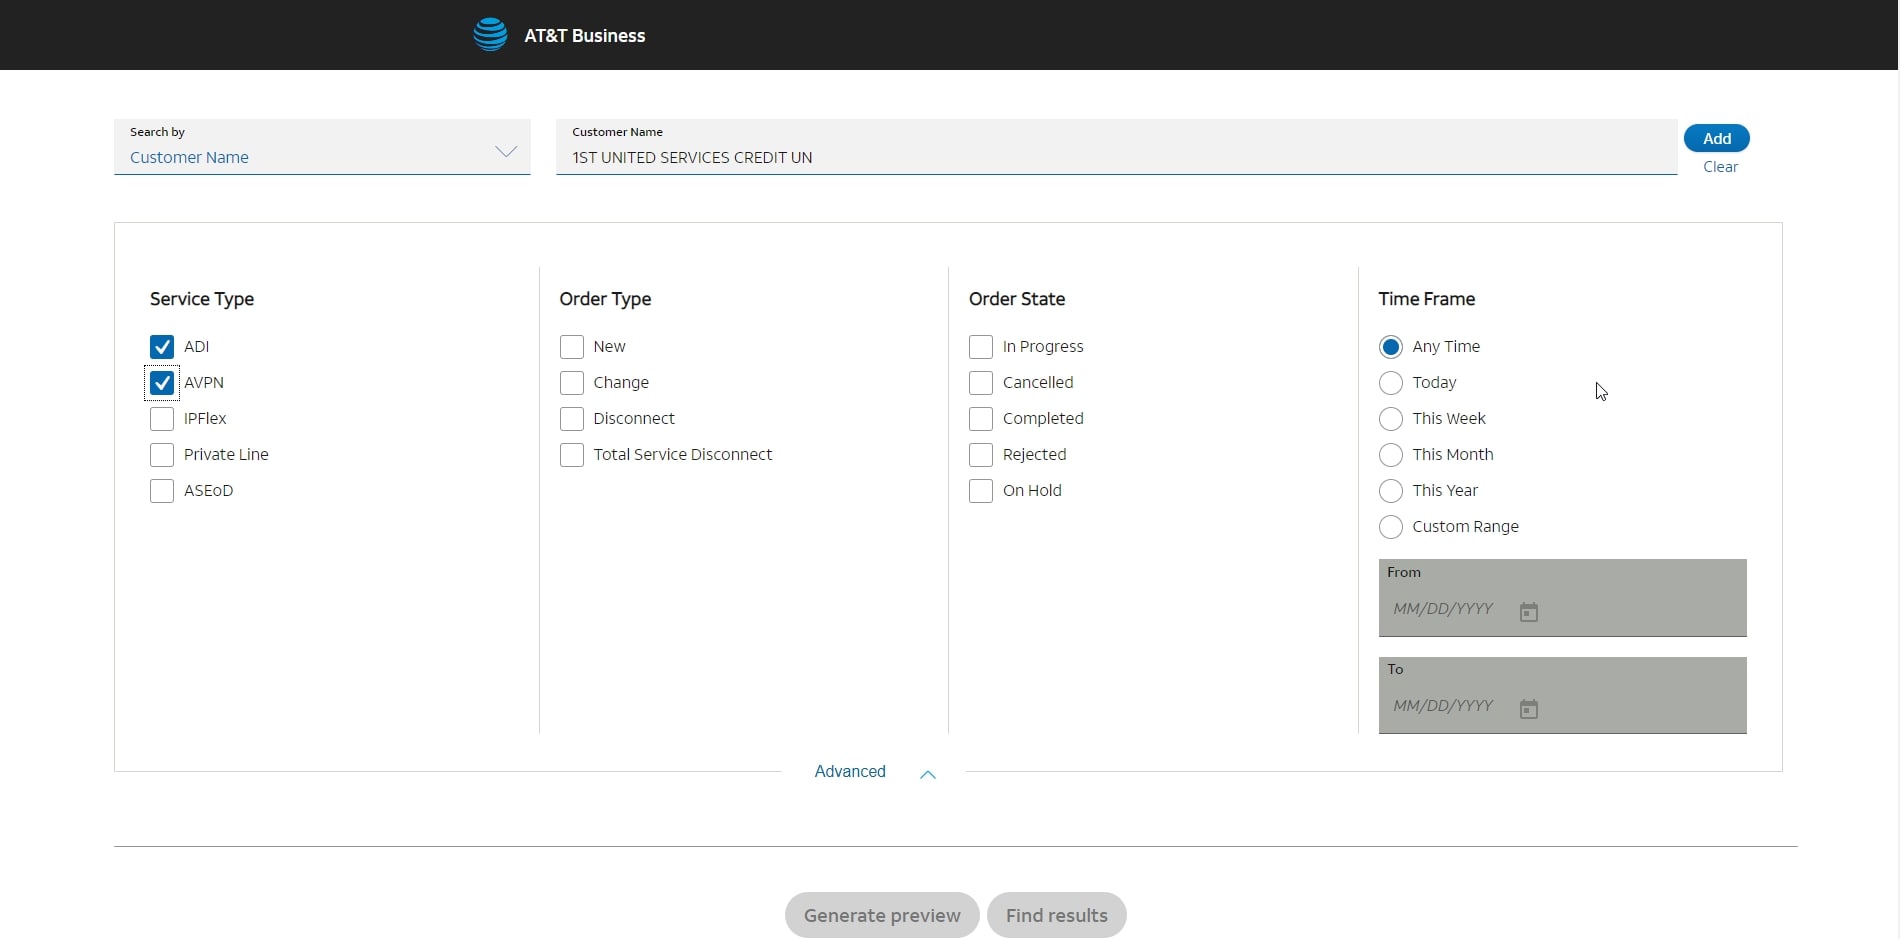 AT&T Business
Search by
Customer Name
Customer Name
1ST UNITED SERVICES CREDIT UN
Add
Clear
Service Type
ADI
AVPN
IPFlex
Private Line
ASEoD
Order Type
New
Change
Disconnect
Total Service Disconnect
Order State
In Progress
Cancelled
Completed
Rejected
On Hold
Time Frame
Any Time
Today
This Week
This Month
This Year
Custom Range
From
MM/DD/YYYY
To
MM/DD/YYYY
Advanced
Generate preview
Find results